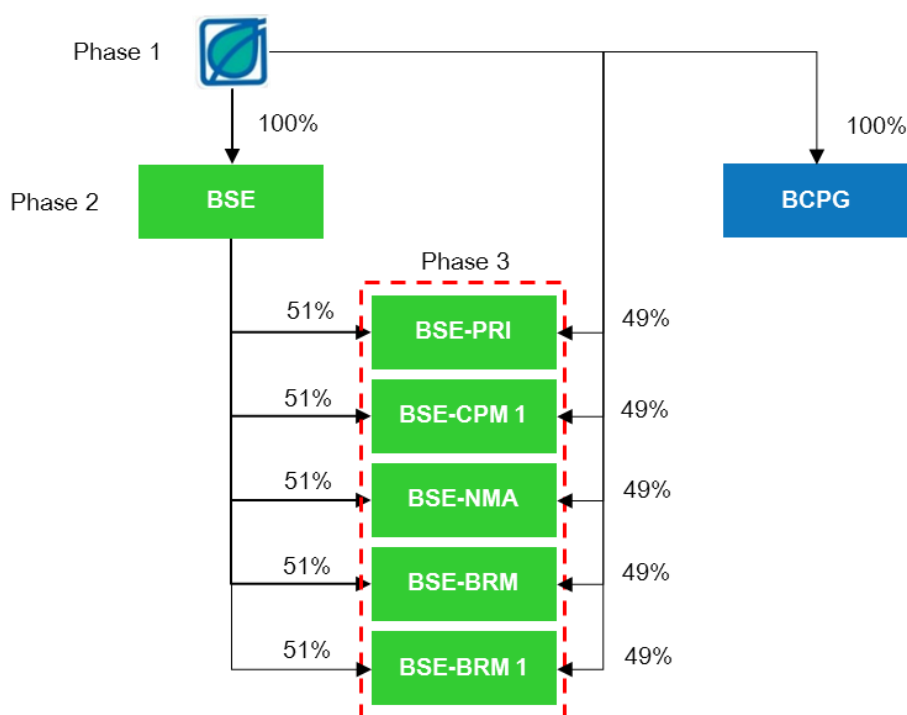 Phase 1
100%
100%
Phase 2
BSE
BCPG
Phase 3
51%
BSE-PRI
49%
51%
BSE-CPM 1
49%
51%
BSE-NMA
49%
51%
BSE-BRM
49%
51%
BSE-BRM 1
49%